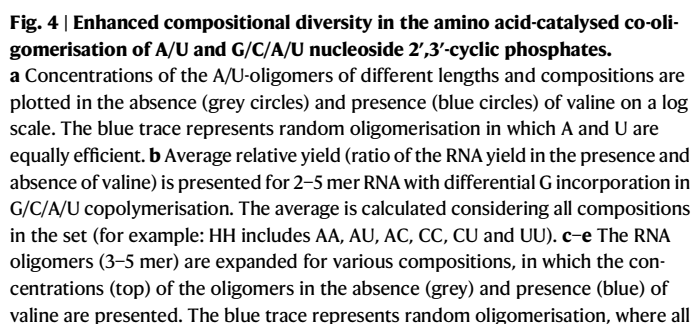 Fig. 4 | Enhanced compositional diversity in the amino acid-catalysed co-oli-
gomerisation of A/U and G/C/A/U nucleoside 2′,3′-cyclic phosphates.
a Concentrations of the A/U-oligomers of different lengths and compositions are
plotted in the absence (grey circles) and presence (blue circles) of valine on a log
scale. The blue trace represents random oligomerisation in which A and U are
equally efficient. b Average relative yield (ratio of the RNA yield in the presence and
absence of valine) is presented for 2–5 mer RNA with differential G incorporation in
G/C/A/U copolymerisation. The average is calculated considering all compositions
in the set (for example: HH includes AA, AU, AC, CC, CU and UU). c–e The RNA
oligomers (3–5 mer) are expanded for various compositions, in which the con-
centrations (top) of the oligomers in the absence (grey) and presence (blue) of
valine are presented. The blue trace represents random oligomerisation, where all